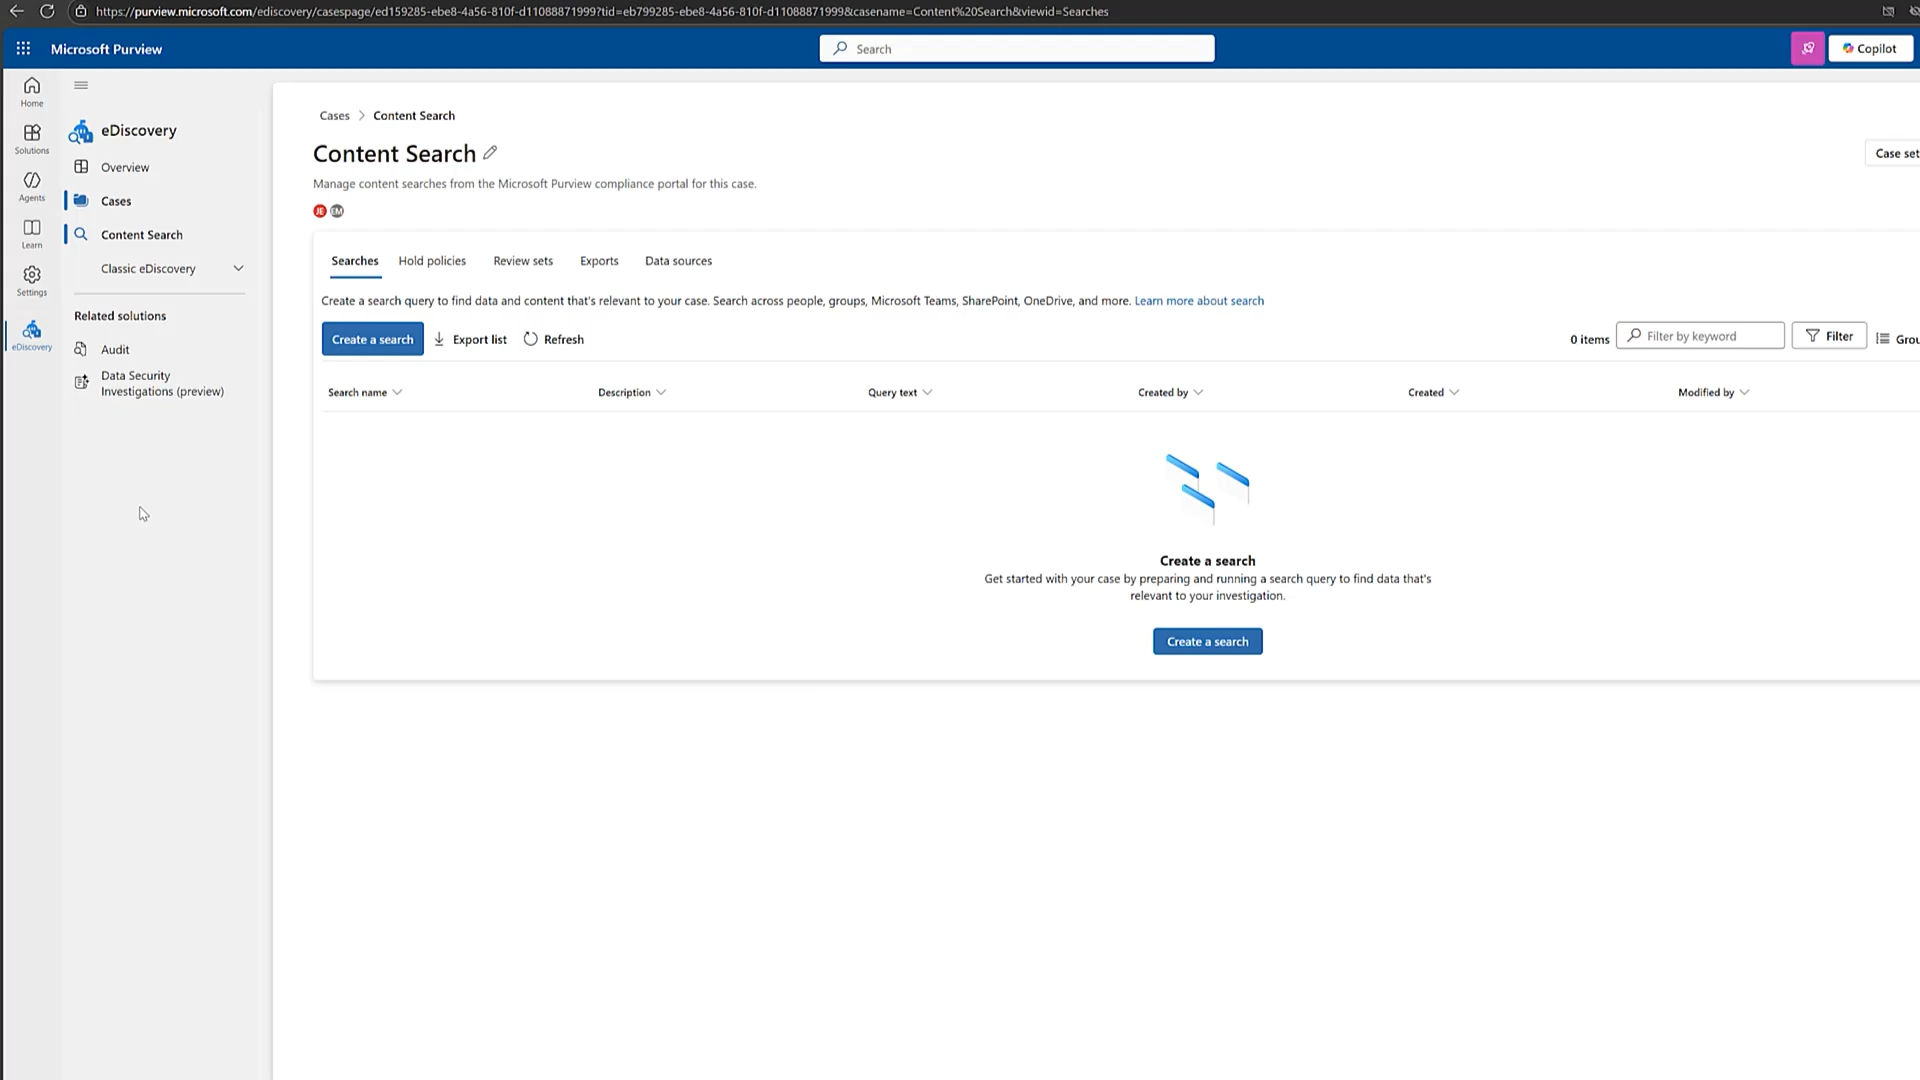 https://purview.microsoft.com/ediscovery/casespage/ed159285-ebe8-4a56-810f-d11088871999?tid=eb799285-ebe8-4a56-810f-d11088871999&casename=Content%20Search&viewid=Searches
Microsoft Purview
Search
Copilot
Home
Solutions
Agents
Learn
Settings
eDiscovery
eDiscovery
Overview
Cases
Content Search
Classic eDiscovery
Related solutions
Audit
Data Security
Investigations (preview)
Cases > Content Search
Content Search
Case set
Manage content searches from the Microsoft Purview compliance portal for this case.
JE EM
Searches Hold policies Review sets Exports Data sources
Create a search query to find data and content that's relevant to your case. Search across people, groups, Microsoft Teams, SharePoint, OneDrive, and more. Learn more about search
Create a search Export list Refresh 0 items Filter by keyword Filter Grou
Search name Description Query text Created by Created Modified by
Create a search
Get started with your case by preparing and running a search query to find data that's
relevant to your investigation.
Create a search